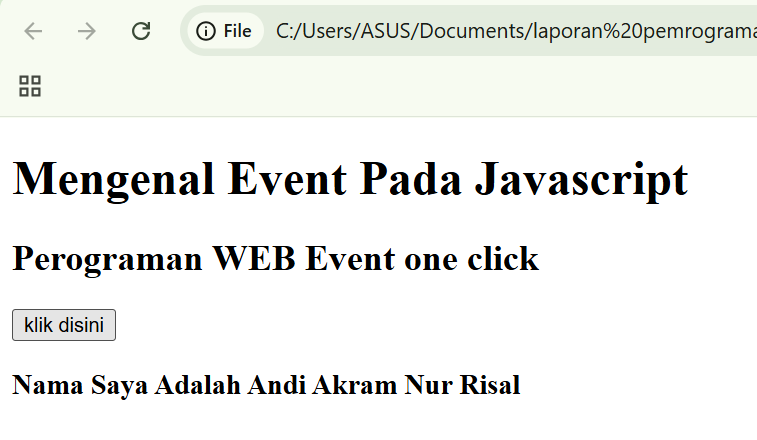 File C:/Users/ASUS/Documents/laporan%20pemrograma
Mengenal Event Pada Javascript
Perograman WEB Event one click
klik disini
Nama Saya Adalah Andi Akram Nur Risal